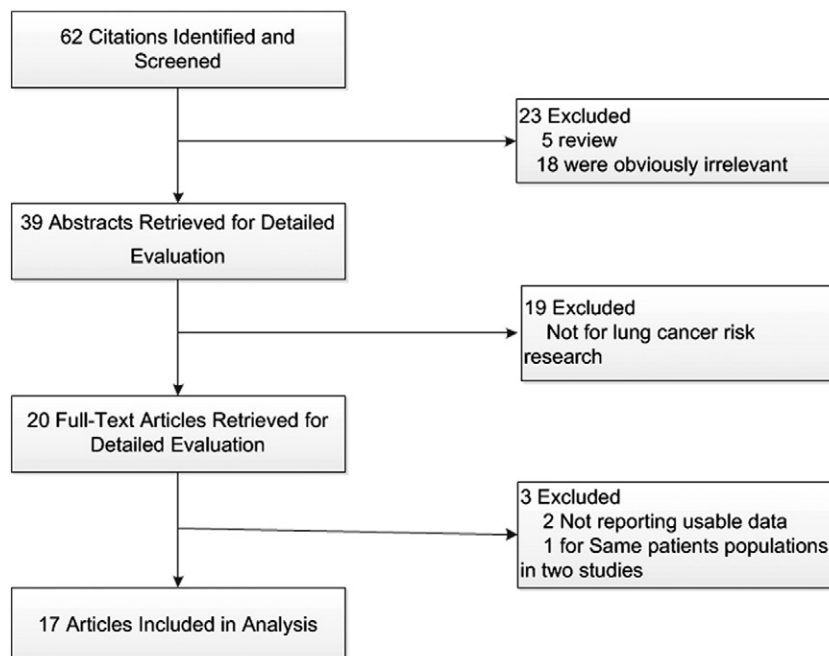 62 Citations Identified and
Screened
23 Excluded
5 review
18 were obviously irrelevant
39 Abstracts Retrieved for Detailed
Evaluation
19 Excluded
Not for lung cancer risk
research
20 Full-Text Articles Retrieved for
Detailed Evaluation
3 Excluded
2 Not reporting usable data
1 for Same patients populations
in two studies
17 Articles Included in Analysis